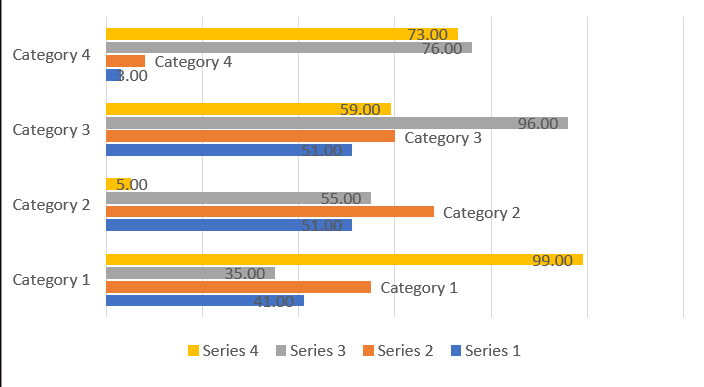 73.00
76.00
Category 4
Category 4
3.00
59.00
96.00
Category 3
Category 3
51.00
5.00
55.00
Category 2
Category 2
51.00
99.00
35.00
Category 1
Category 1
41.00
Series 4 Series 3 Series 2 Series 1